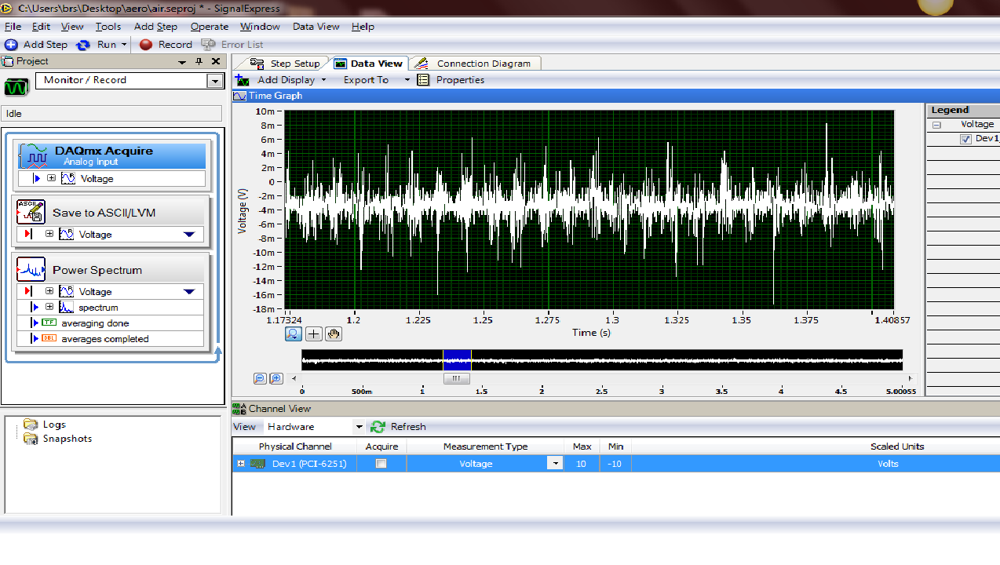 C:\Users\brs\Desktop\aero\air.seproj * - SignalExpress
File Edit View Tools Add Step Operate Window Data View Help
Add Step Run Record Error List
Project
Monitor / Record
Idle
DAQmx Acquire
Analog Input
Voltage
ASCII
Save to ASCII/LVM
Voltage
Power Spectrum
Voltage
spectrum
TF averaging done
DBL averages completed
Logs
Snapshots
Step Setup Data View Connection Diagram
Add Display Export To Properties
Time Graph
10m
8m
6m
4m
2m
0
-2m
-4m
-6m
-8m
-10m
-12m
-14m
-16m
-18m
Voltage (V)
1.17324 1.2 1.225 1.25 1.275 1.3 1.325 1.35 1.375 1.40857
Time (s)
0 500m 1 1.5 2 2.5 3 3.5 4 4.5 5.00055
Legend
Voltage
Dev1_
Channel View
View Hardware Refresh
Physical Channel Acquire Measurement Type Max Min Scaled Units
Dev1 (PCI-6251) Voltage 10 -10 Volts